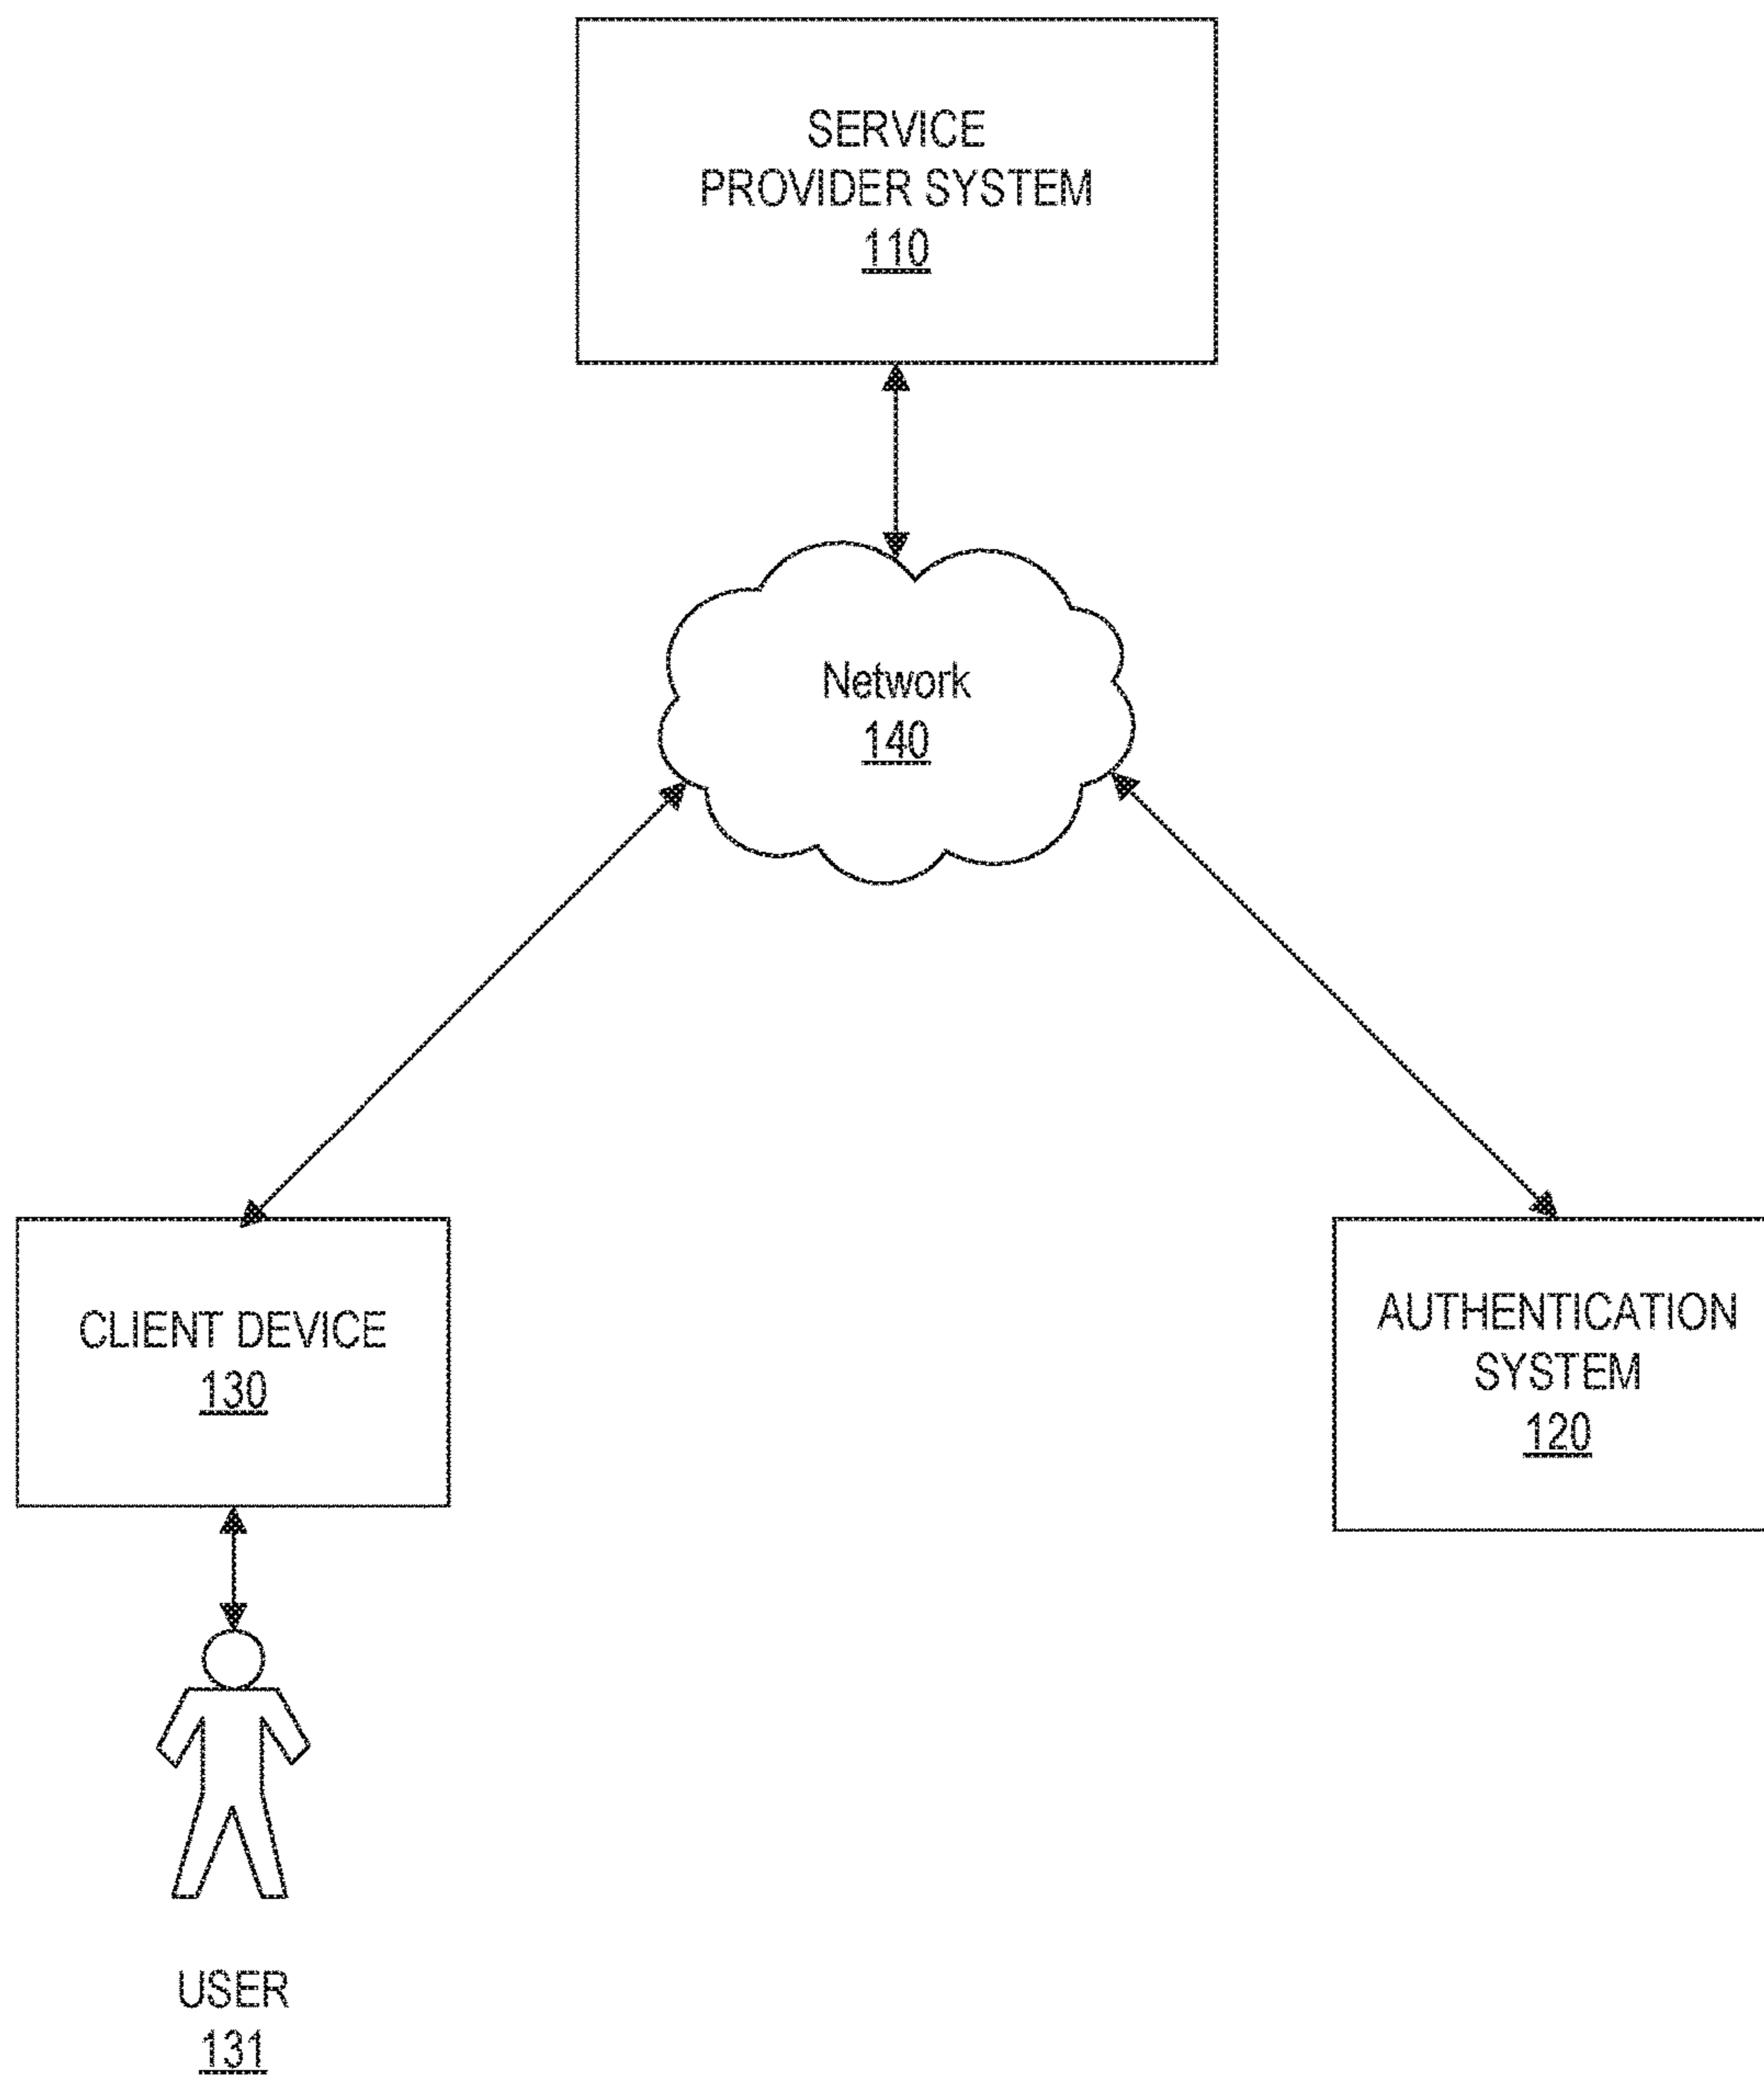 SERVICE
PROVIDER SYSTEM
110
Network
140
CLIENT DEVICE
130
AUTHENTICATION
SYSTEM
120
USER
131